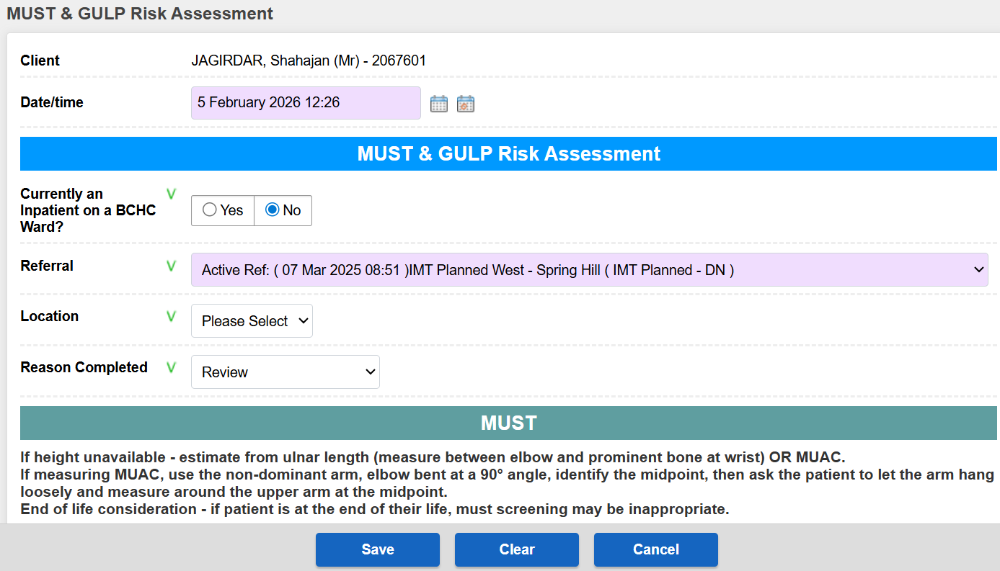 MUST & GULP Risk Assessment
Client
JAGIRDAR, Shahajan (Mr) - 2067601
Date/time
5 February 2026 12:26
MUST & GULP Risk Assessment
Currently an
Inpatient on a BCHC
Ward?
V
Yes
No
Referral
V
Active Ref: ( 07 Mar 2025 08:51 )IMT Planned West - Spring Hill ( IMT Planned - DN )
Location
V
Please Select
Reason Completed
V
Review
MUST
If height unavailable - estimate from ulnar length (measure between elbow and prominent bone at wrist) OR MUAC.
If measuring MUAC, use the non-dominant arm, elbow bent at a 90° angle, identify the midpoint, then ask the patient to let the arm hang
loosely and measure around the upper arm at the midpoint.
End of life consideration - if patient is at the end of their life, must screening may be inappropriate.
Save
Clear
Cancel